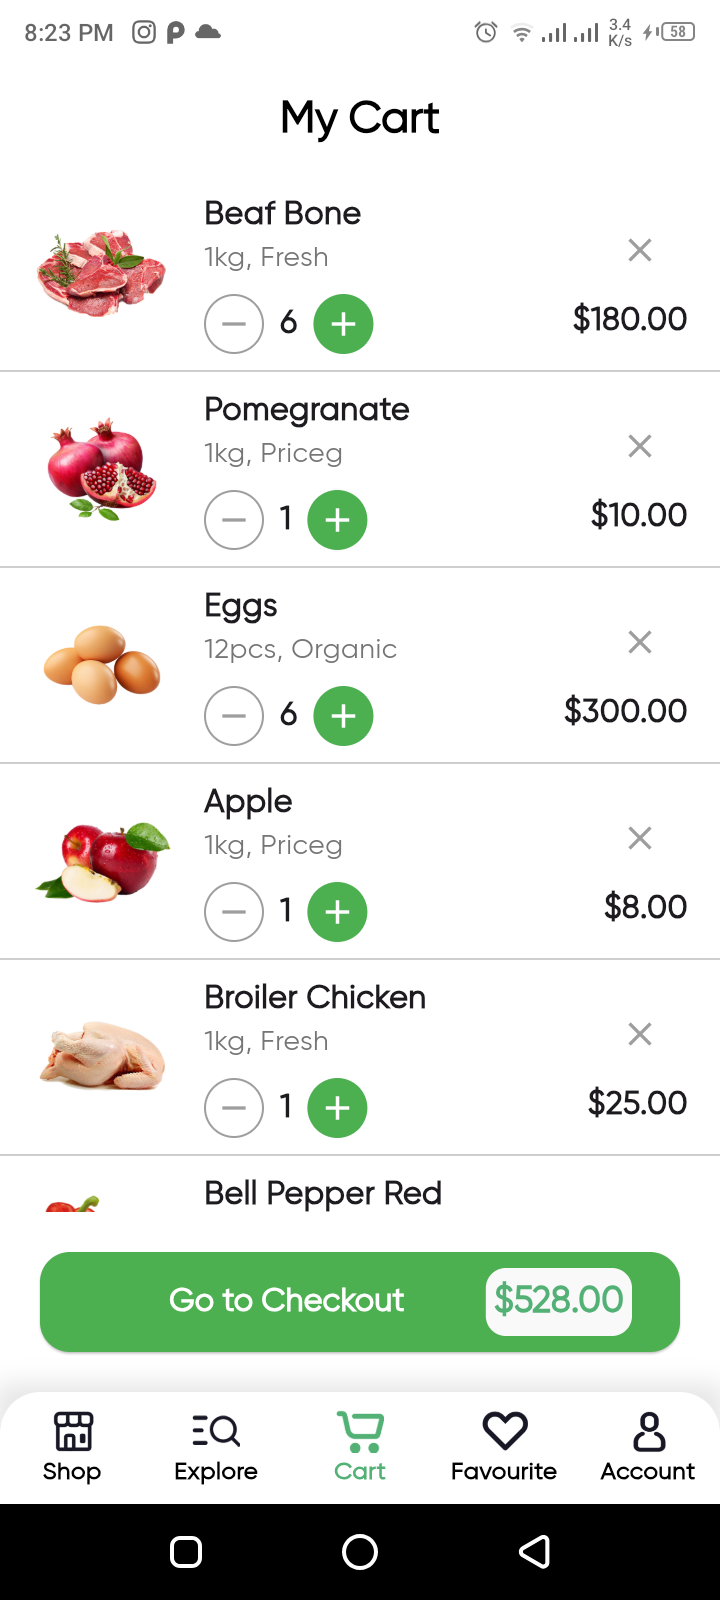 8:23 PM 3.4 K/s 58
My Cart
Beaf Bone
1kg, Fresh
6
$180.00
Pomegranate
1kg, Priceg
1
$10.00
Eggs
12pcs, Organic
6
$300.00
Apple
1kg, Priceg
1
$8.00
Broiler Chicken
1kg, Fresh
1
$25.00
Bell Pepper Red
Go to Checkout $528.00
Shop Explore Cart Favourite Account